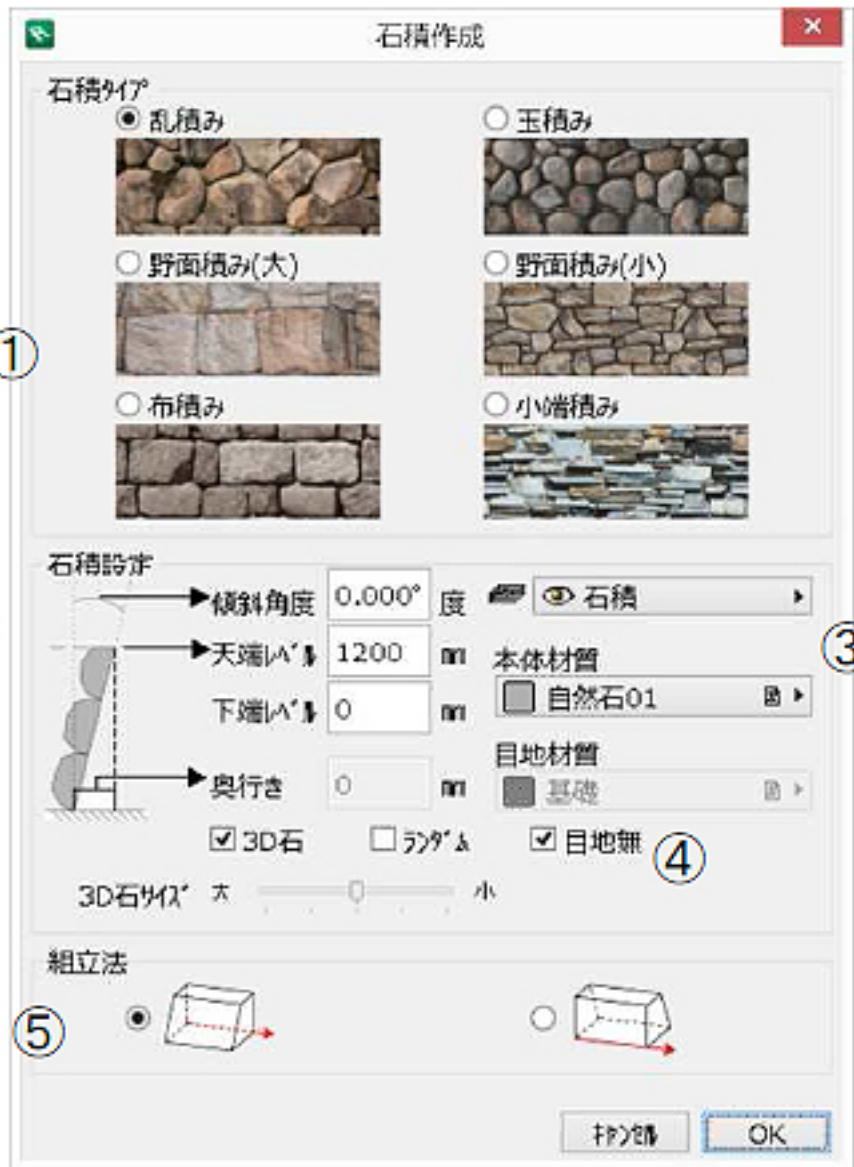 石積作成
石積ﾀｲﾌﾟ
乱積み
玉積み
野面積み(大)
野面積み(小)
①
布積み
小端積み
石積設定
傾斜角度 0.000° 度
石積
天端ﾚﾍﾞﾙ 1200 mm
③
本体材質
下端ﾚﾍﾞﾙ 0 mm
自然石01
目地材質
奥行き 0 mm
基礎
3D石 ﾗﾝﾀﾞﾑ 目地無
④
3D石ｻｲｽﾞ 大 小
組立法
⑤
ｷｬﾝｾﾙ OK